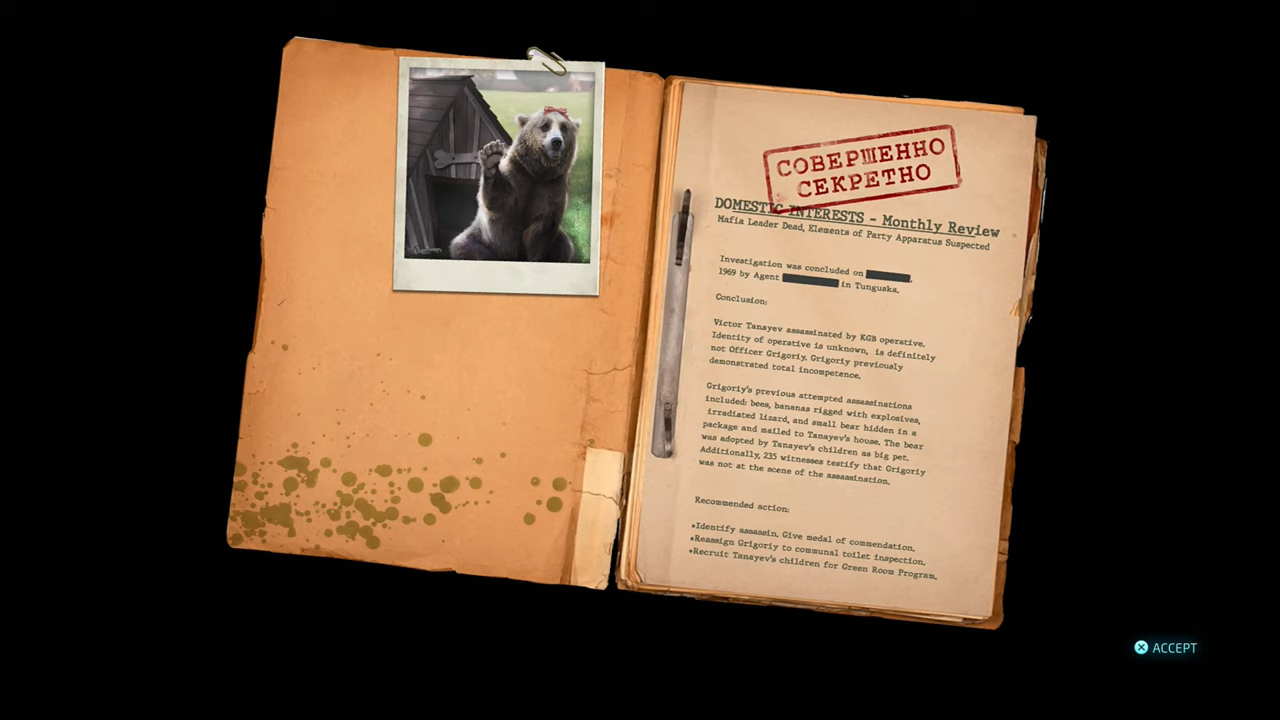 СОВЕРШЕННО
СЕКРЕТНО
DOMESTIC INTERESTS - Monthly Review
Mafia Leader Dead, Elements of Party Apparatus Suspected
Investigation was concluded on
1969 by Agent in Tunguska.
Conclusion:
Victor Tanayev assassinated by KGB operative.
Identity of operative is unknown, is definitely
not Officer Grigoriy. Grigoriy previously
demonstrated total incompetence.
Grigoriy's previous attempted assassinations
included: bees, bananas rigged with explosives,
irradiated lizard, and small bear hidden in a
package and mailed to Tanayev's house. The bear
was adopted by Tanayev's children as big pet.
Additionally, 235 witnesses testify that Grigoriy
was not at the scene of the assassination.
Recommended action:
•Identify assassin. Give medal of commendation.
•Reassign Grigoriy to communal toilet inspection.
•Recruit Tanayev's children for Green Room Program.
ACCEPT